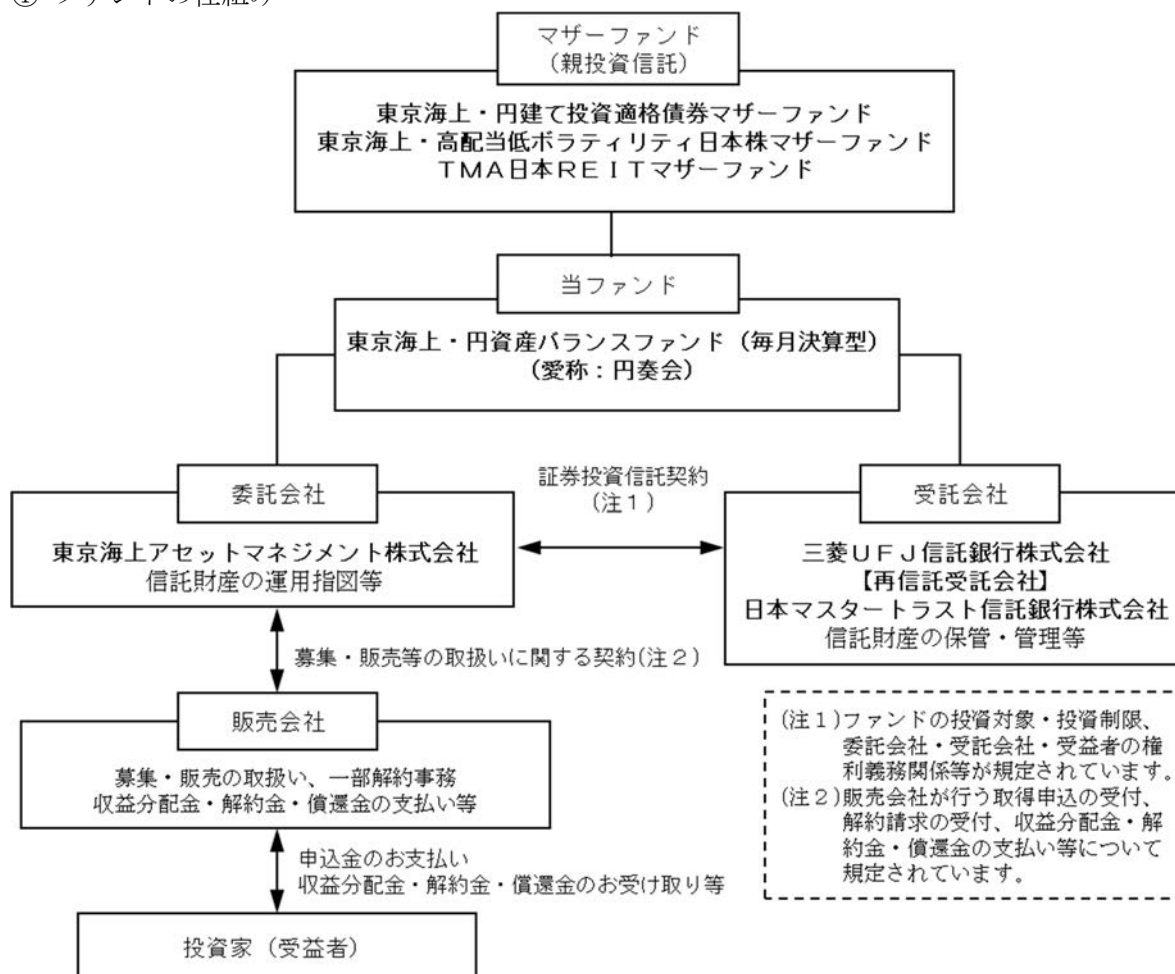 ① ファンドの仕組み
マザーファンド
(親投資信託)
東京海上・円建て投資適格債券マザーファンド
東京海上・高配当低ボラティリティ日本株マザーファンド
TMA日本REITマザーファンド
当ファンド
東京海上・円資産バランスファンド(毎月決算型)
(愛称:円奏会)
委託会社
東京海上アセットマネジメント株式会社
信託財産の運用指図等
証券投資信託契約
(注1)
受託会社
三菱UFJ信託銀行株式会社
【再信託受託会社】
日本マスタートラスト信託銀行株式会社
信託財産の保管・管理等
募集・販売等の取扱いに関する契約(注2)
販売会社
募集・販売の取扱い、一部解約事務
収益分配金・解約金・償還金の支払い等
申込金のお支払い
収益分配金・解約金・償還金のお受け取り等
投資家(受益者)
(注1)ファンドの投資対象・投資制限、
委託会社・受託会社・受益者の権
利義務関係等が規定されています。
(注2)販売会社が行う取得申込の受付、
解約請求の受付、収益分配金・解
約金・償還金の支払い等について
規定されています。